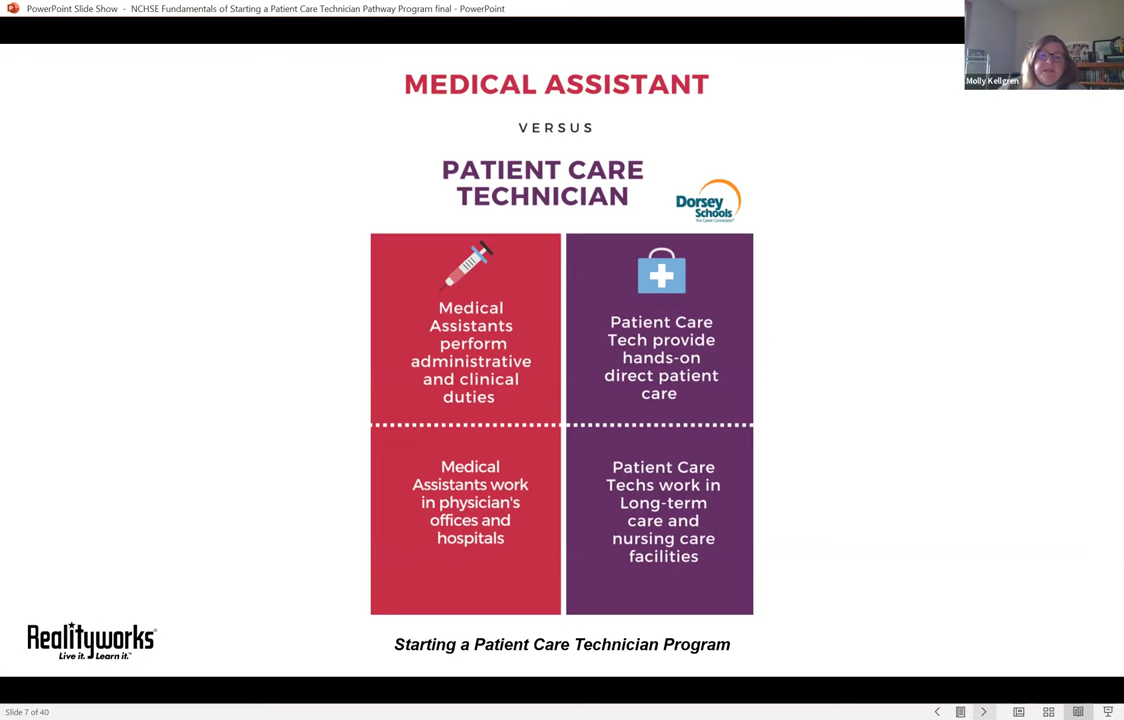 PowerPoint Slide Show - NCHSE Fundamentals of Starting a Patient Care Technician Pathway Program final - PowerPoint
Molly Kellgren
MEDICAL ASSISTANT
VERSUS
PATIENT CARE
TECHNICIAN
Dorsey
Schools
Medical
Assistants
perform
administrative
and clinical
duties
Patient Care
Tech provide
hands-on
direct patient
care
Medical
Assistants work
in physician's
offices and
hospitals
Patient Care
Techs work in
Long-term
care and
nursing care
facilities
Realityworks®
Live it. Learn it.™
Starting a Patient Care Technician Program
Slide 7 of 40